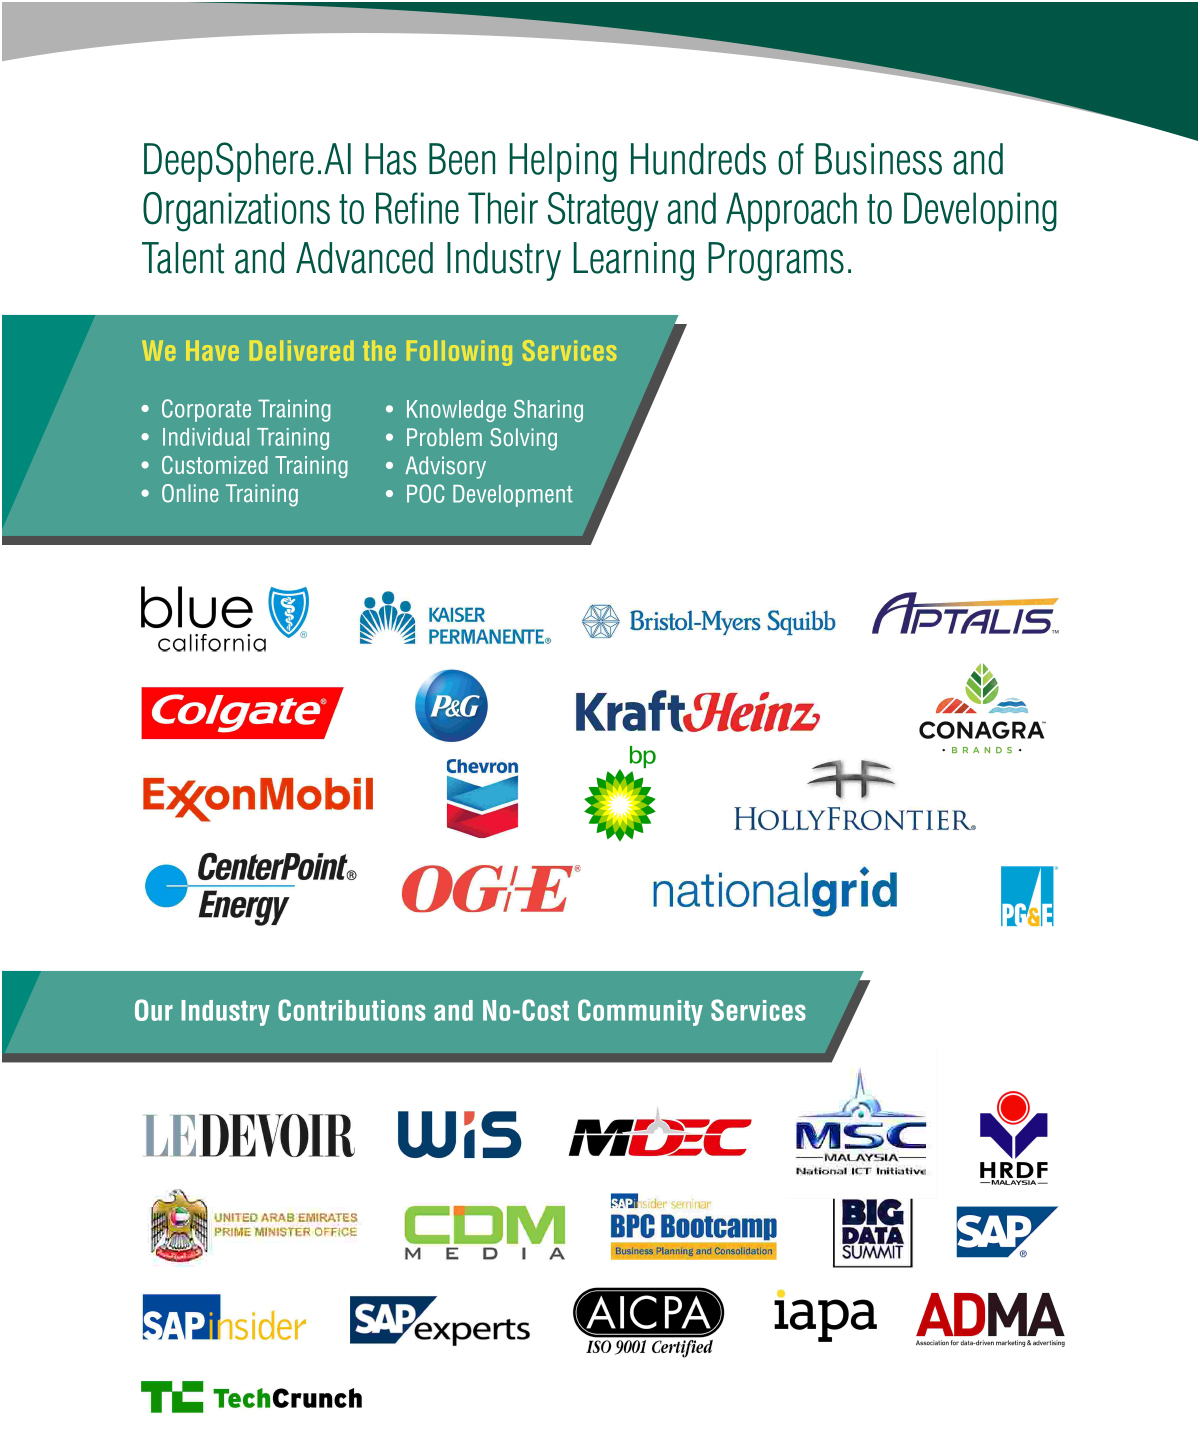 DeepSphere.AI Has Been Helping Hundreds of Business and
Organizations to Refine Their Strategy and Approach to Developing
Talent and Advanced Industry Learning Programs.
We Have Delivered the Following Services
• Corporate Training
• Individual Training
• Customized Training
• Online Training
• Knowledge Sharing
• Problem Solving
• Advisory
• POC Development
blue
california
®
KAISER
PERMANENTE®
Bristol-Myers Squibb
APTALIS™
Colgate®
P&G
KraftHeinz
CONAGRA™
• BRANDS •
ExxonMobil
Chevron
bp
HOLLYFRONTIER®
CenterPoint®
Energy
OG+E®
nationalgrid
PG&E®
Our Industry Contributions and No-Cost Community Services
LEDEVOIR
WiS
MDEC
MSC
MALAYSIA
National ICT Initiative
HRDF
MALAYSIA
UNITED ARAB EMIRATES
PRIME MINISTER OFFICE
CDM
MEDIA
SAPinsider seminar
BPC Bootcamp
Business Planning and Consolidation
BIG
DATA
SUMMIT
SAP®
SAPinsider
SAPexperts
AICPA
ISO 9001 Certified
iapa
ADMA
Association for data-driven marketing & advertising
TC TechCrunch